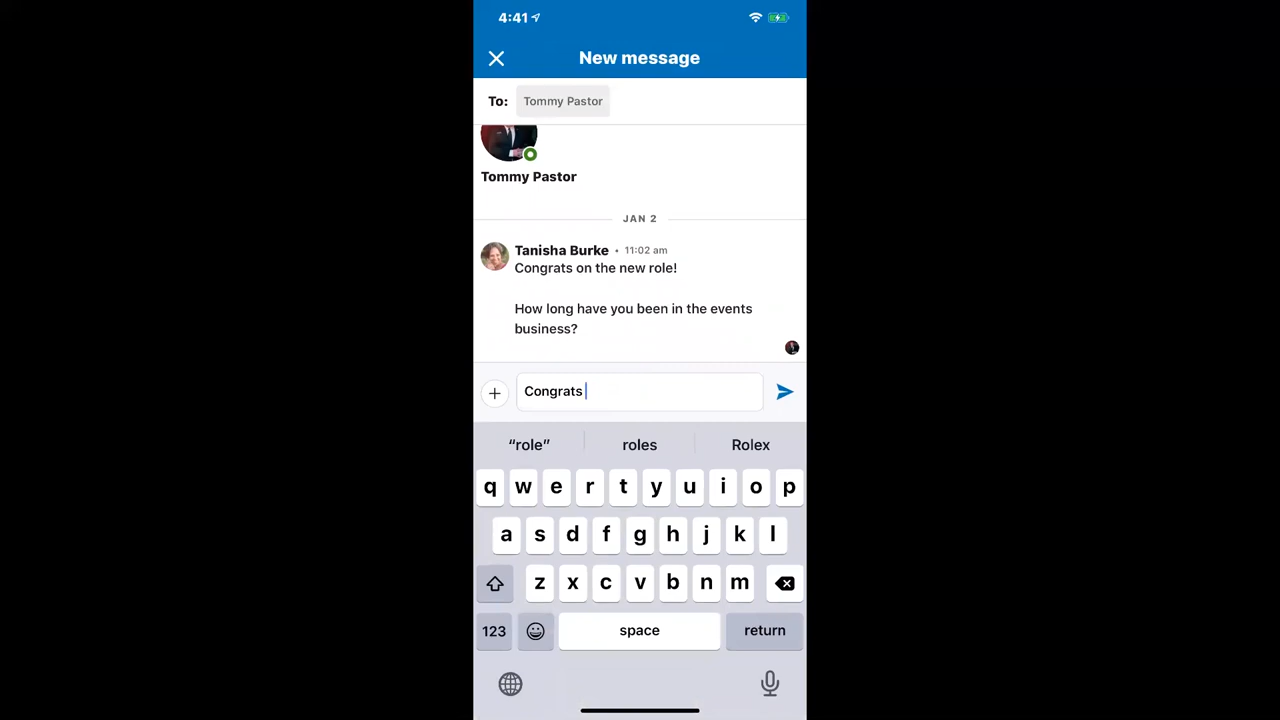 4:41
New message
To: Tommy Pastor
Tommy Pastor
JAN 2
Tanisha Burke • 11:02 am
Congrats on the new role!
How long have you been in the events
business?
Congrats
“role” roles Rolex
q w e r t y u i o p
a s d f g h j k l
z x c v b n m
123 space return